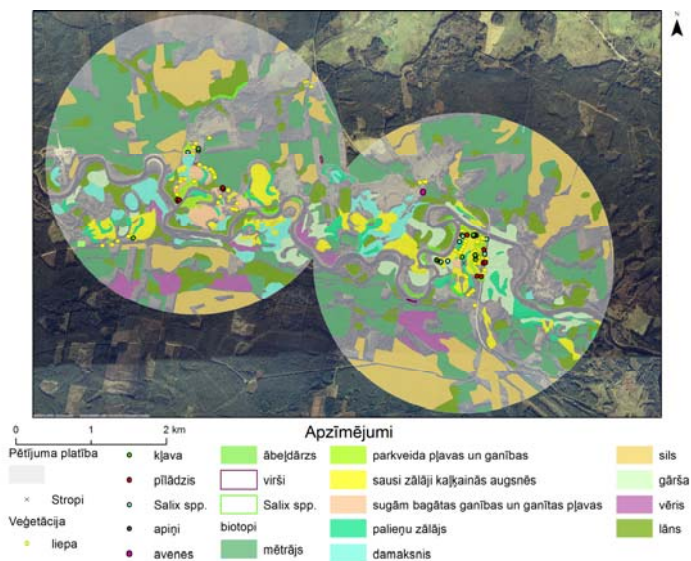 N
0 1 2 km
Apzīmējumi
Pētījuma platība
Stropi
Veģetācija
liepa
kļava
pīlādzis
Salix spp.
apiņi
avenes
ābeļdārzs
virši
Salix spp.
biotopi
mētrājs
parkveida pļavas un ganības
sausi zālāji kaļķainās augsnēs
sugām bagātas ganības un ganītas pļavas
palieņu zālājs
damaksnis
sils
gārša
vēris
lāns